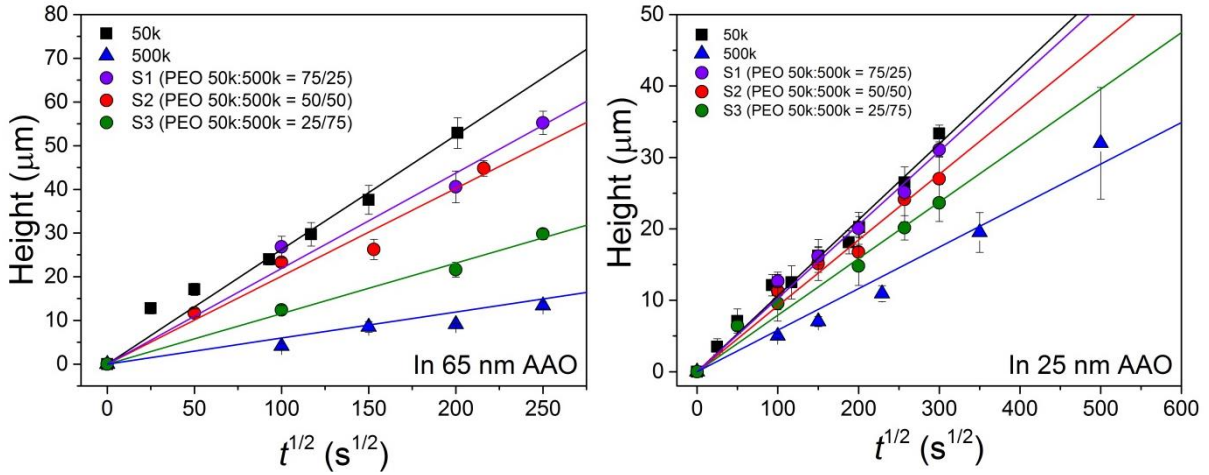 80
70
60
50
40
30
20
10
0
Height (μm)
50k
500k
S1 (PEO 50k:500k = 75/25)
S2 (PEO 50k:500k = 50/50)
S3 (PEO 50k:500k = 25/75)
In 65 nm AAO
0 50 100 150 200 250
t^1/2 (s^1/2)
50
40
30
20
10
0
Height (μm)
50k
500k
S1 (PEO 50k:500k = 75/25)
S2 (PEO 50k:500k = 50/50)
S3 (PEO 50k:500k = 25/75)
In 25 nm AAO
0 100 200 300 400 500 600
t^1/2 (s^1/2)